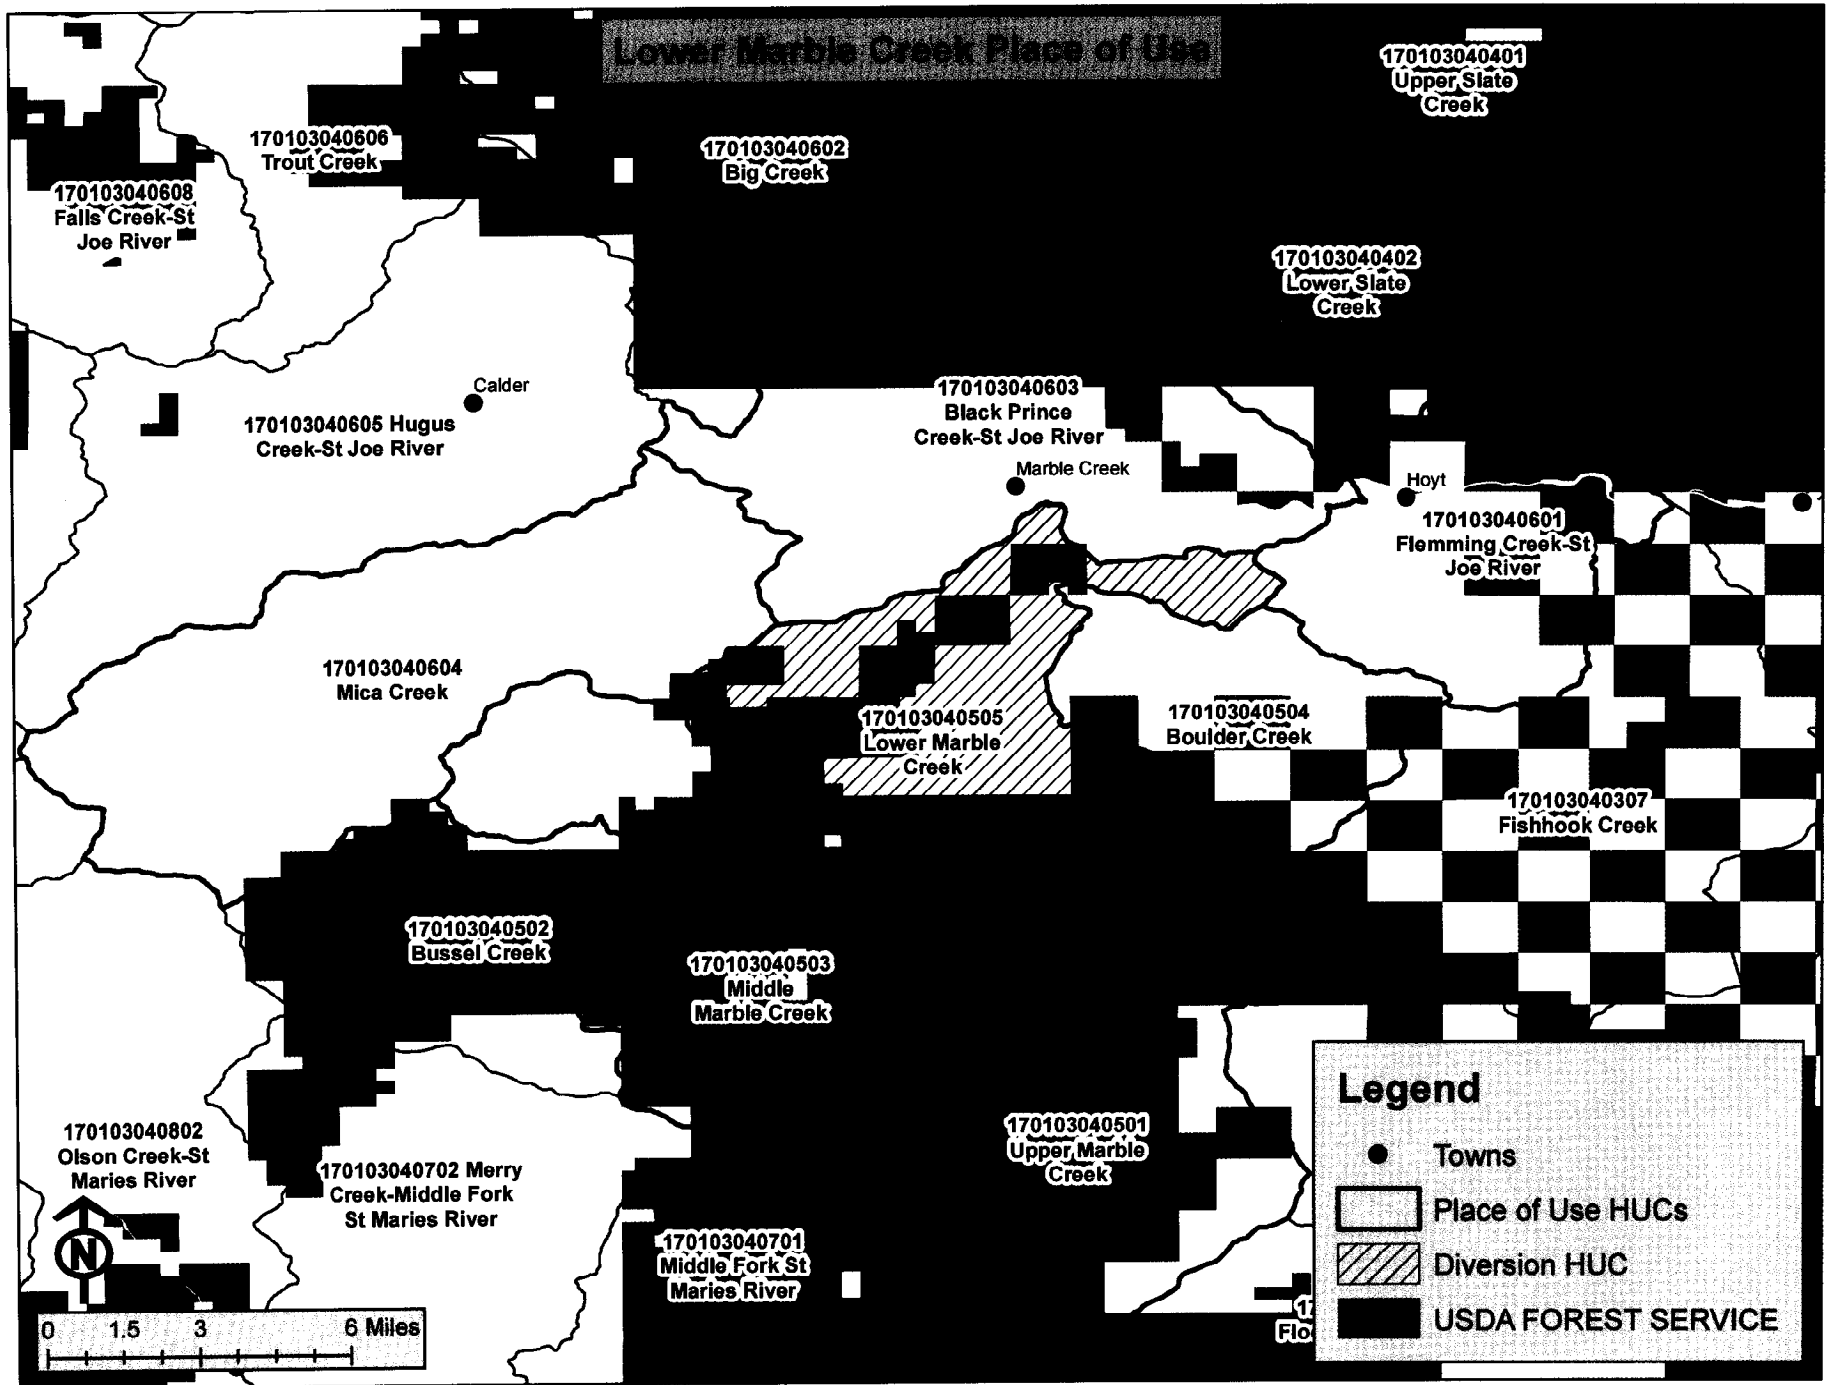 Lower Marble Creek Place of Use
170103040401
Upper Slate
Creek
170103040606
Trout Creek
170103040602
Big Creek
170103040608
Falls Creek-St
Joe River
170103040402
Lower Slate
Creek
Calder
170103040605 Hugus
Creek-St Joe River
170103040603
Black Prince
Creek-St Joe River
Marble Creek
Hoyt
170103040601
Flemming Creek-St
Joe River
170103040604
Mica Creek
170103040505
Lower Marble
Creek
170103040504
Boulder Creek
170103040307
Fishhook Creek
170103040502
Bussel Creek
170103040503
Middle
Marble Creek
170103040802
Olson Creek-St
Maries River
170103040702 Merry
Creek-Middle Fork
St Maries River
170103040501
Upper Marble
Creek
170103040701
Middle Fork St
Maries River
17
Floo
N
0 1.5 3 6 Miles
Legend
Towns
Place of Use HUCs
Diversion HUC
USDA FOREST SERVICE